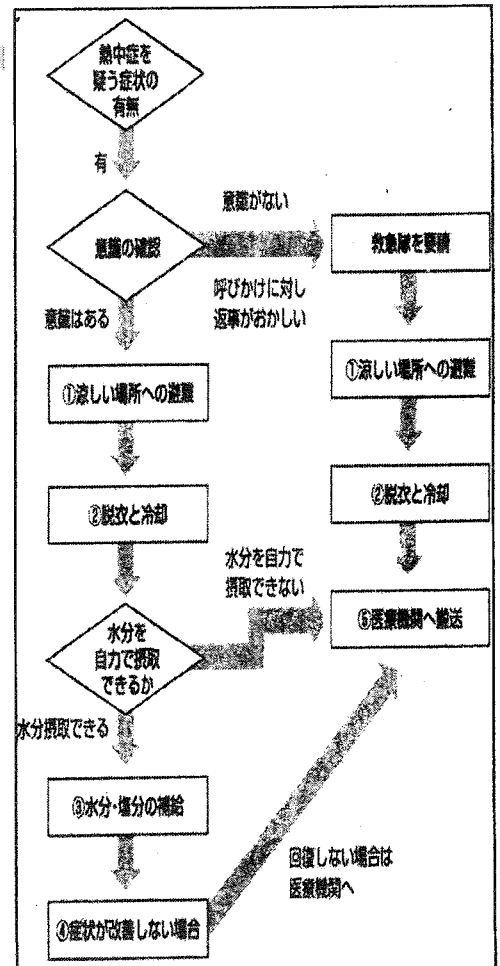 熱中症を
疑う症状の
有無
有
意識の確認
意識がない
呼びかけに対し
返事がおかしい
救急隊を要請
意識はある
①涼しい場所への避難
①涼しい場所への避難
②脱衣と冷却
②脱衣と冷却
水分を自力で
摂取できない
水分を
自力で摂取
できるか
⑤医療機関へ搬送
水分摂取できる
③水分・塩分の補給
回復しない場合は
医療機関へ
④症状が改善しない場合